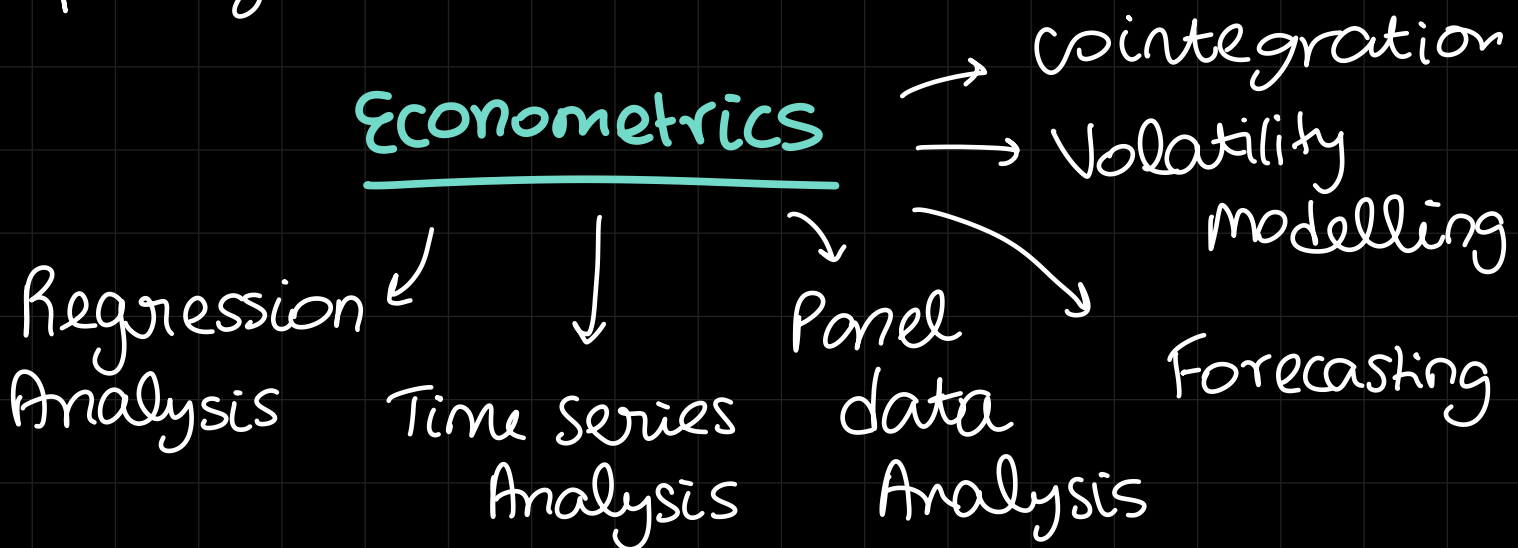 Econometrics
cointegration
Volatility
modelling
Regression
Analysis
Time Series
Analysis
Panel
data
Analysis
Forecasting